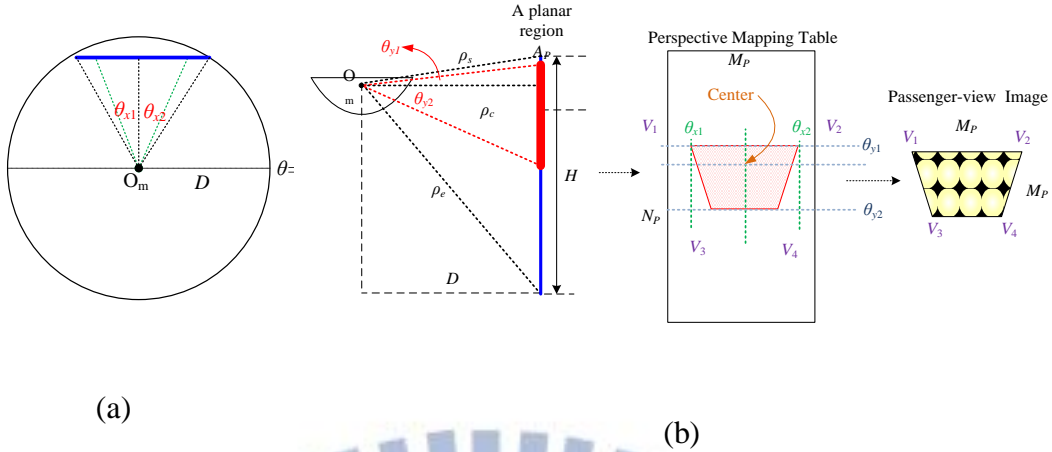 θx1 θx2
Om
D
θ=
(a)
A planar
region
AP
θy1
ρs
O
m
θy2
ρc
H
ρe
D
Perspective Mapping Table
MP
Center
V1
θx1
θx2
V2
θy1
NP
θy2
V3
V4
Passenger-view Image
MP
V1
V2
MP
V3
V4
(b)